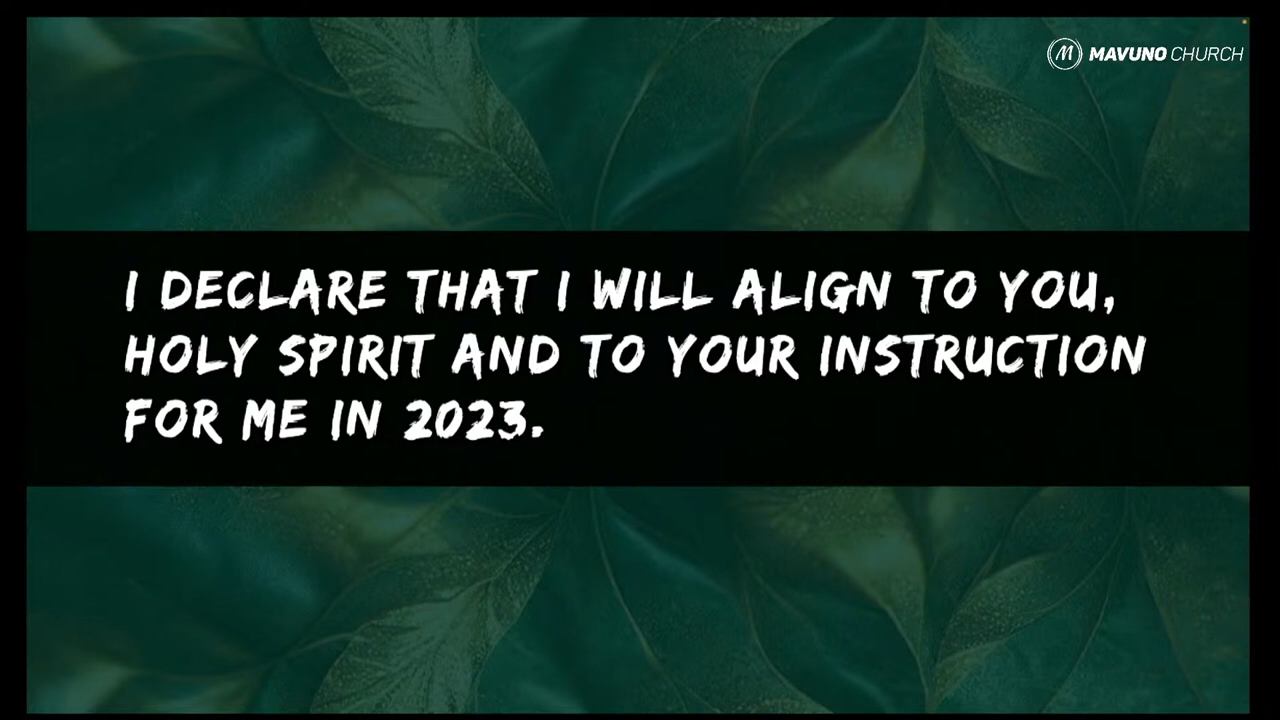 MAVUNO CHURCH
I DECLARE THAT I WILL ALIGN TO YOU,
HOLY SPIRIT AND TO YOUR INSTRUCTION
FOR ME IN 2023.